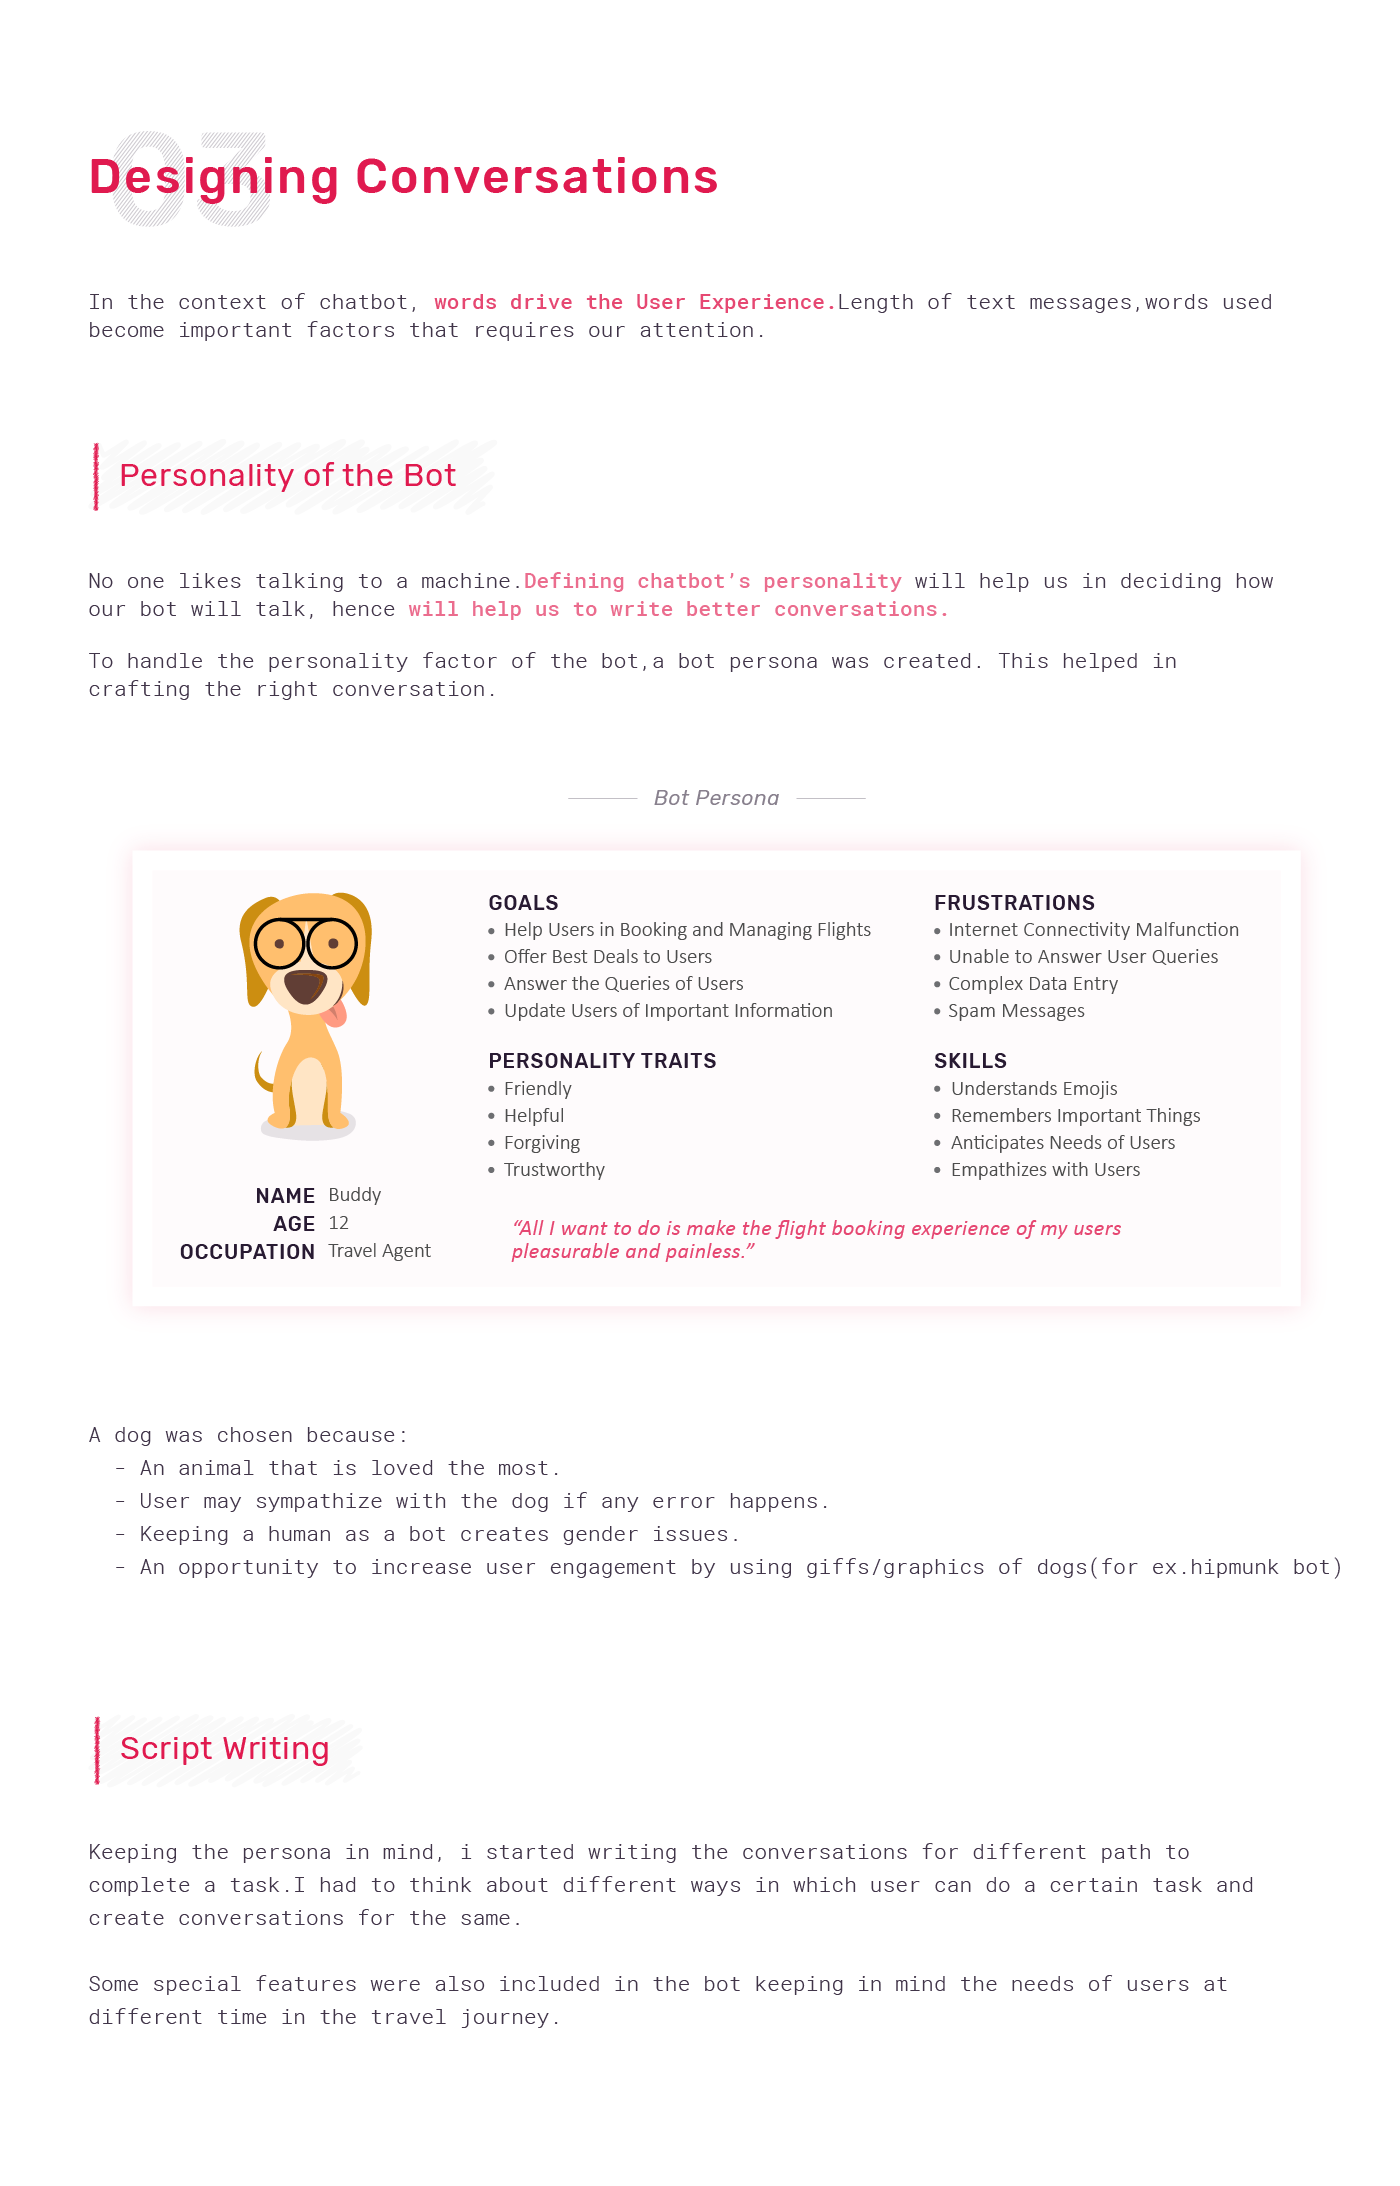 03
Designing Conversations
In the context of chatbot, words drive the User Experience.Length of text messages,words used
become important factors that requires our attention.
Personality of the Bot
No one likes talking to a machine.Defining chatbot’s personality will help us in deciding how
our bot will talk, hence will help us to write better conversations.
To handle the personality factor of the bot,a bot persona was created. This helped in
crafting the right conversation.
Bot Persona
NAME Buddy
AGE 12
OCCUPATION Travel Agent
GOALS
• Help Users in Booking and Managing Flights
• Offer Best Deals to Users
• Answer the Queries of Users
• Update Users of Important Information
PERSONALITY TRAITS
• Friendly
• Helpful
• Forgiving
• Trustworthy
FRUSTRATIONS
• Internet Connectivity Malfunction
• Unable to Answer User Queries
• Complex Data Entry
• Spam Messages
SKILLS
• Understands Emojis
• Remembers Important Things
• Anticipates Needs of Users
• Empathizes with Users
“All I want to do is make the flight booking experience of my users
pleasurable and painless.”
A dog was chosen because:
- An animal that is loved the most.
- User may sympathize with the dog if any error happens.
- Keeping a human as a bot creates gender issues.
- An opportunity to increase user engagement by using giffs/graphics of dogs(for ex.hipmunk bot)
Script Writing
Keeping the persona in mind, i started writing the conversations for different path to
complete a task.I had to think about different ways in which user can do a certain task and
create conversations for the same.
Some special features were also included in the bot keeping in mind the needs of users at
different time in the travel journey.